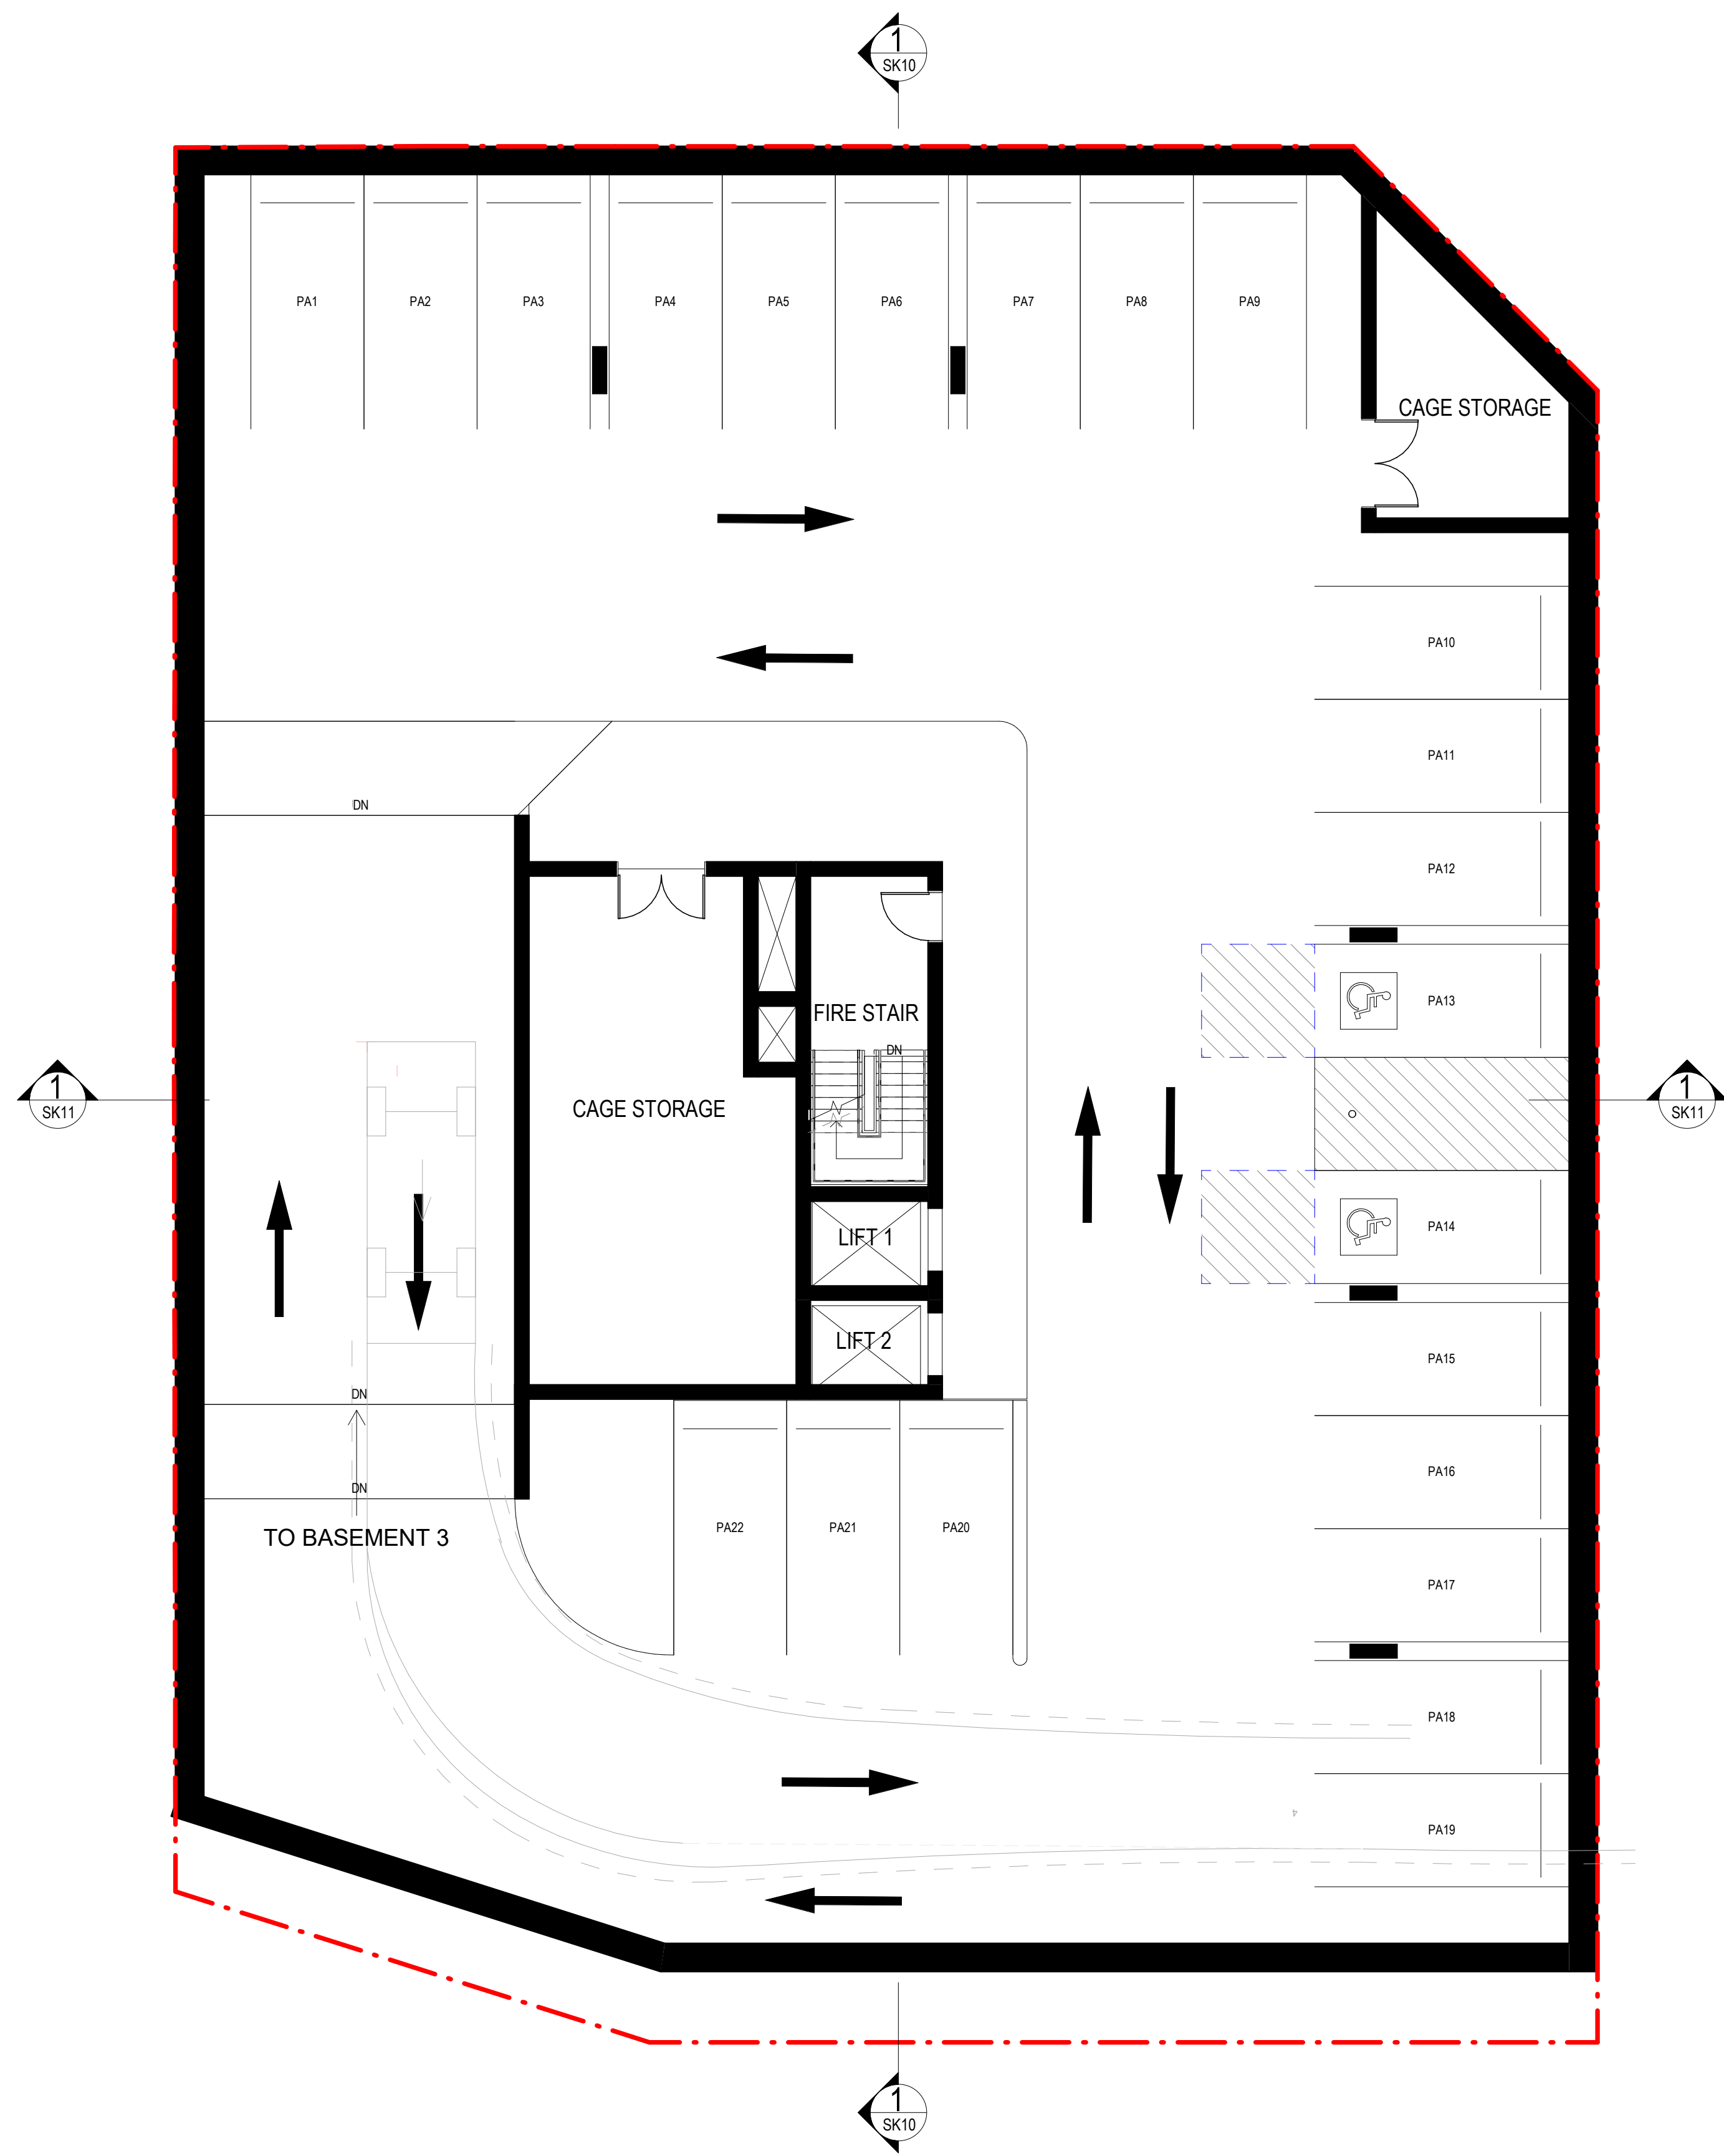 1
SK10
PA1
PA2
PA3
PA4
PA5
PA6
PA7
PA8
PA9
CAGE STORAGE
PA10
PA11
DN
PA12
PA13
FIRE STAIR
DN
1
SK11
CAGE STORAGE
1
SK11
LIFT 1
PA14
LIFT 2
PA15
DN
PA16
DN
TO BASEMENT 3
PA22
PA21
PA20
PA17
PA18
4
PA19
1
SK10